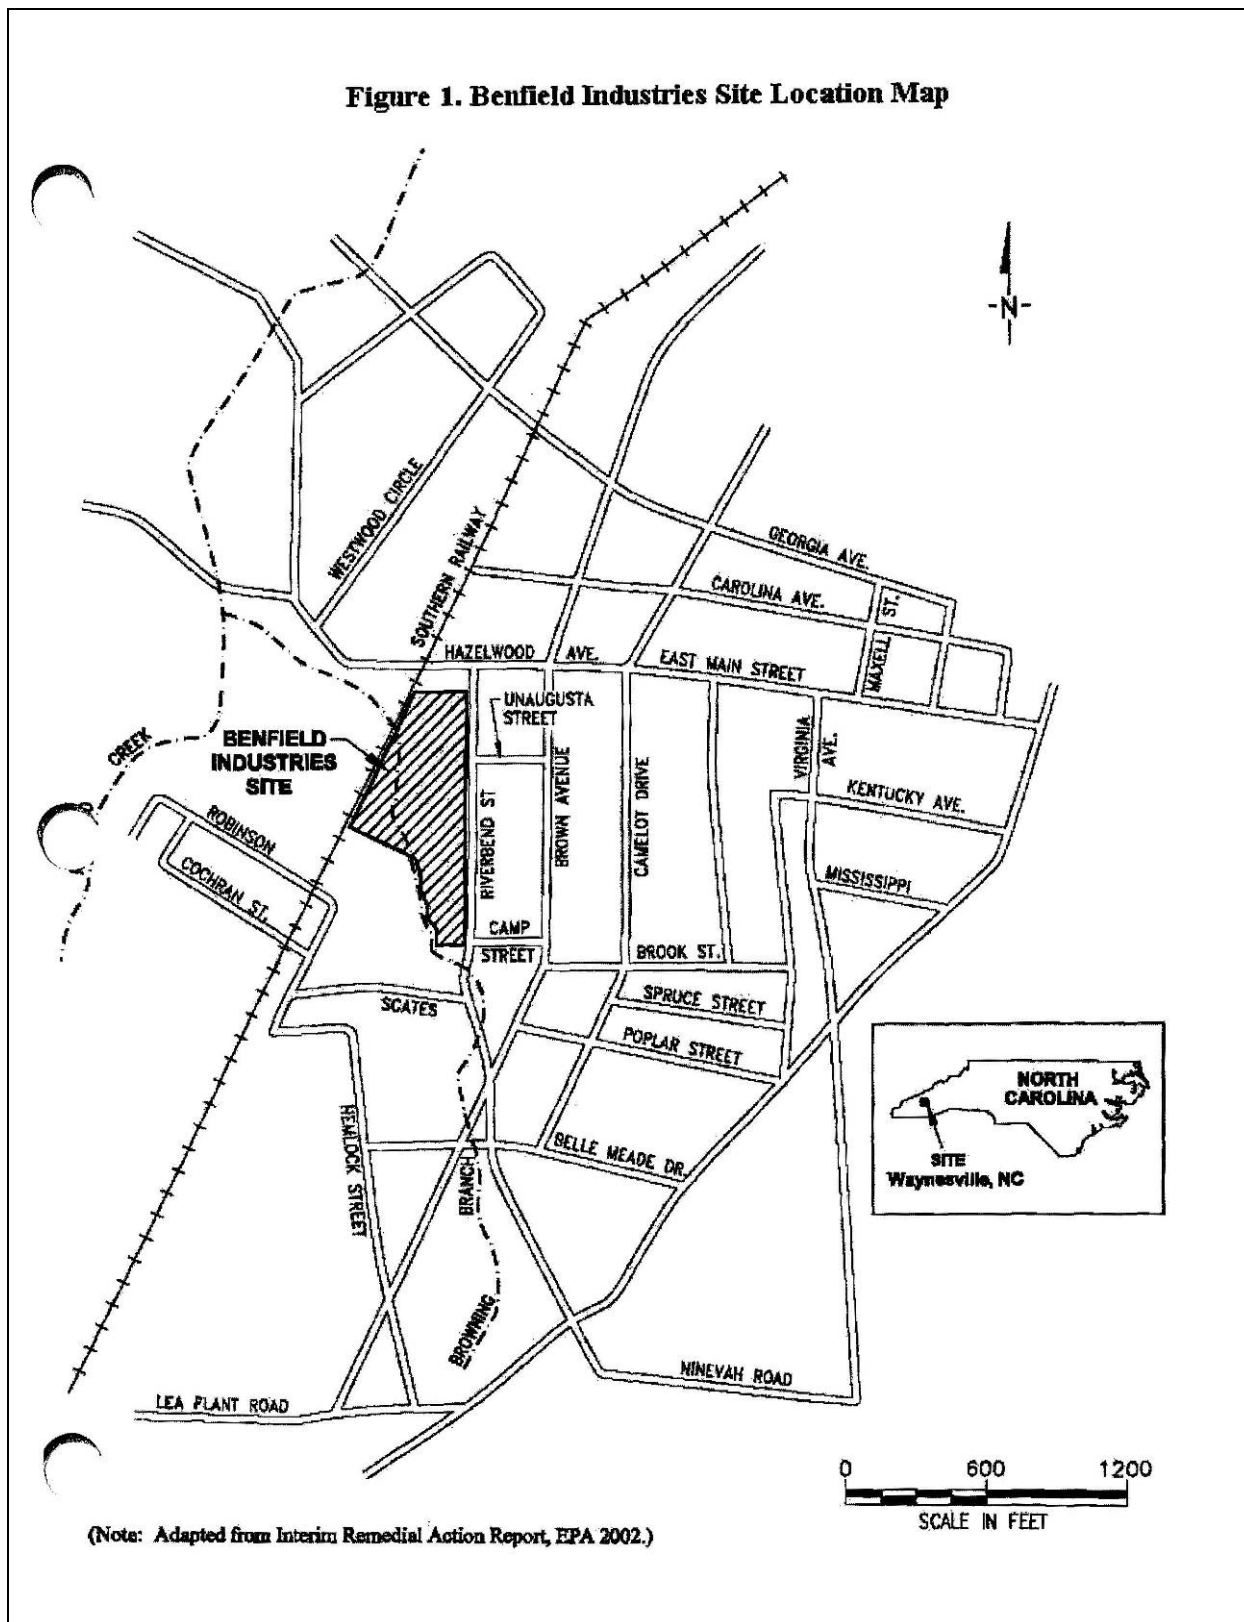 Figure 1. Benfield Industries Site Location Map
-N-
WESTWOOD CIRCLE
SOUTHERN RAILWAY
GEORGIA AVE.
CAROLINA AVE.
MAXELL ST.
HAZELWOOD AVE.
EAST MAIN STREET
UNAUGUSTA
STREET
CREEK
BENFIELD
INDUSTRIES
SITE
VIRGINIA
AVE.
KENTUCKY AVE.
ROBINSON
COCHRAN ST.
RIVERBEND ST
BROWN AVENUE
CAMELOT DRIVE
MISSISSIPPI
CAMP
STREET
BROOK ST.
SCATES
SPRUCE STREET
POPLAR STREET
HEMLOCK STREET
BELLE MEADE DR.
BROWNING
BRANCH
NORTH
CAROLINA
SITE
Waynesville, NC
NINEVAH ROAD
LEA PLANT ROAD
0 600 1200
SCALE IN FEET
(Note: Adapted from Interim Remedial Action Report, EPA 2002.)